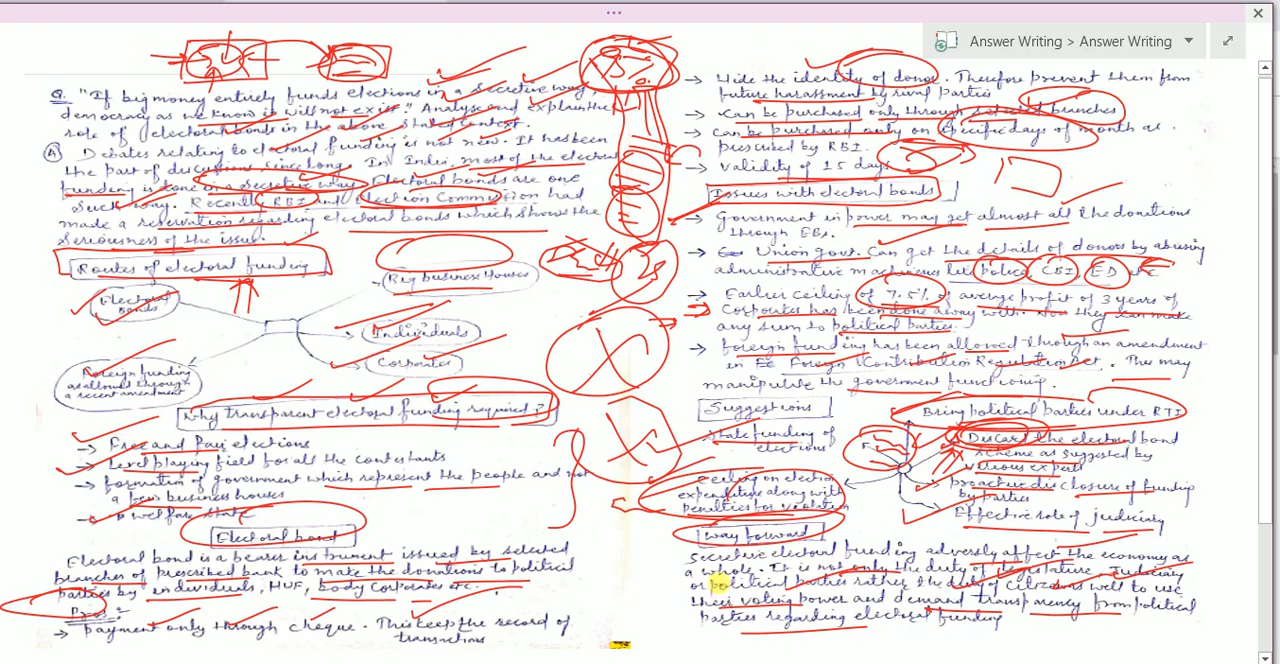 Answer Writing > Answer Writing
Q. "If big money entirely funds elections in a secretive way
democracy as we know it will not exist." Analyse and explain the
role of electoral bonds in the above stated context.
(A) Debates relating to electoral funding is not new. It has been
the part of discussions since long. In India, most of the electoral
funding is done in a secretive way. Electoral bonds are one
such way. Recently RBI and Election Commission had
made a reservation regarding electoral bonds which shows the
seriousness of the issue.
Routes of electoral funding
Big business Houses
Electoral
Bonds
Individuals
Corporates
Foreign funding
as allowed through
a recent amendment
Why transparent electoral funding required?
→ Free and fair elections
→ Level playing field for all the contestants
→ formation of government which represent the people and not
a few business houses
→ A welfare state
Electoral bond
Electoral bond is a bearer instrument issued by selected
branches of prescribed bank to make the donations to political
parties by individuals, HUF, body corporates etc.
→ payment only through cheque. This keep the record of
transactions
→ Hide the identity of donor. Therefore prevent them from
future harassment by rival parties
→ Can be purchased only through selected branches
→ Can be purchased only on specific days of month as
prescribed by RBI.
→ Validity of 15 days
Issues with electoral bonds
→ Government in power may get almost all the donations
through EBs.
→ Union govt. Can get the details of donors by abusing
administrative machineries like police, CBI, ED etc
→ Earlier ceiling of 7.5% of average profit of 3 years of
Corporates has been done away with. Now they can make
any sum to political parties.
→ foreign funding has been allowed through an amendment
in Foreign Contribution Regulation Act. This may
manipulate the government functioning.
Suggestions
Bring political parties under RTI
State funding of
elections
Discard the electoral bond
scheme as suggested by
various experts
Ceiling on election
expenditure along with
penalties for violation
proactive disclosure of funding
by parties
Effective role of judiciary
Way forward
Secretive electoral funding adversly affect the economy as
a whole. It is not only the duty of legislature, Judiciary
or political parties rather the duty of citizens will to use
their voting power and demand transparency from political
parties regarding electoral funding